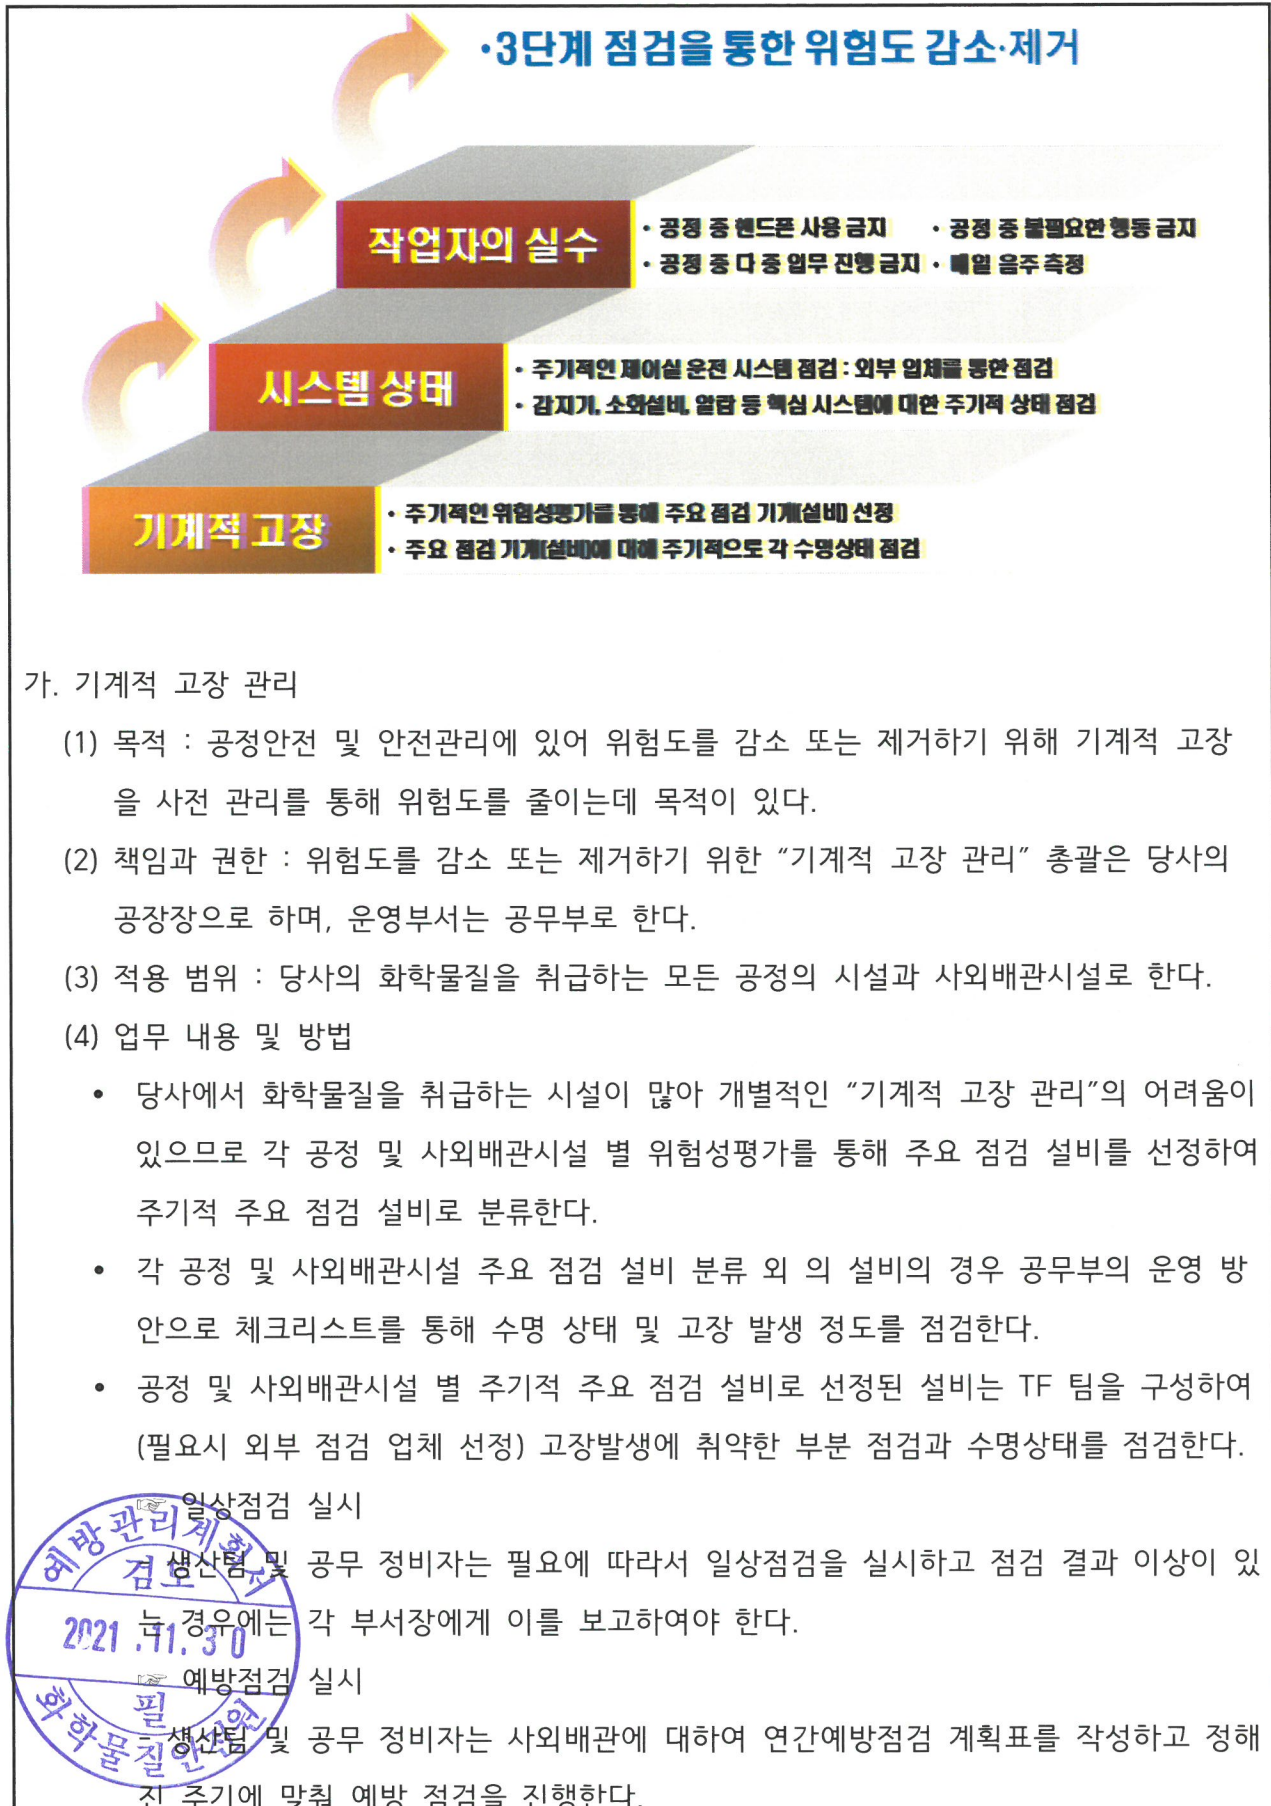 •3단계 점검을 통한 위험도 감소·제거
작업자의 실수
• 공정 중 핸드폰 사용 금지 • 공정 중 불필요한 행동 금지
• 공정 중 다 중 업무 진행 금지 • 매일 음주 측정
시스템 상태
• 주기적인 제어실 운전 시스템 점검 : 외부 업체를 통한 점검
• 감지기, 소화설비, 알람 등 핵심 시스템에 대한 주기적 상태 점검
기계적 고장
• 주기적인 위험성평가를 통해 주요 점검 기계(설비) 선정
• 주요 점검 기계(설비)에 대해 주기적으로 각 수명상태 점검
가. 기계적 고장 관리
(1) 목적 : 공정안전 및 안전관리에 있어 위험도를 감소 또는 제거하기 위해 기계적 고장
을 사전 관리를 통해 위험도를 줄이는데 목적이 있다.
(2) 책임과 권한 : 위험도를 감소 또는 제거하기 위한 “기계적 고장 관리” 총괄은 당사의
공장장으로 하며, 운영부서는 공무부로 한다.
(3) 적용 범위 : 당사의 화학물질을 취급하는 모든 공정의 시설과 사외배관시설로 한다.
(4) 업무 내용 및 방법
• 당사에서 화학물질을 취급하는 시설이 많아 개별적인 “기계적 고장 관리”의 어려움이
있으므로 각 공정 및 사외배관시설 별 위험성평가를 통해 주요 점검 설비를 선정하여
주기적 주요 점검 설비로 분류한다.
• 각 공정 및 사외배관시설 주요 점검 설비 분류 외 의 설비의 경우 공무부의 운영 방
안으로 체크리스트를 통해 수명 상태 및 고장 발생 정도를 점검한다.
• 공정 및 사외배관시설 별 주기적 주요 점검 설비로 선정된 설비는 TF 팀을 구성하여
(필요시 외부 점검 업체 선정) 고장발생에 취약한 부분 점검과 수명상태를 점검한다.
☞ 일상점검 실시
- 생산팀 및 공무 정비자는 필요에 따라서 일상점검을 실시하고 점검 결과 이상이 있
는 경우에는 각 부서장에게 이를 보고하여야 한다.
☞ 예방점검 실시
- 생산팀 및 공무 정비자는 사외배관에 대하여 연간예방점검 계획표를 작성하고 정해
진 주기에 맞춰 예방 점검을 진행한다.
예방관리계획서
검토
2021 .11. 30
필
화학물질안전원